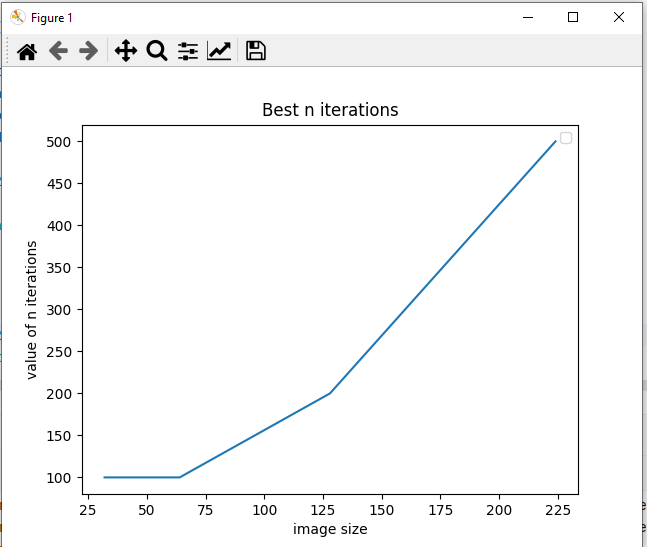 Figure 1
Best n iterations
500
450
400
350
300
250
200
150
100
value of n iterations
25 50 75 100 125 150 175 200 225
image size